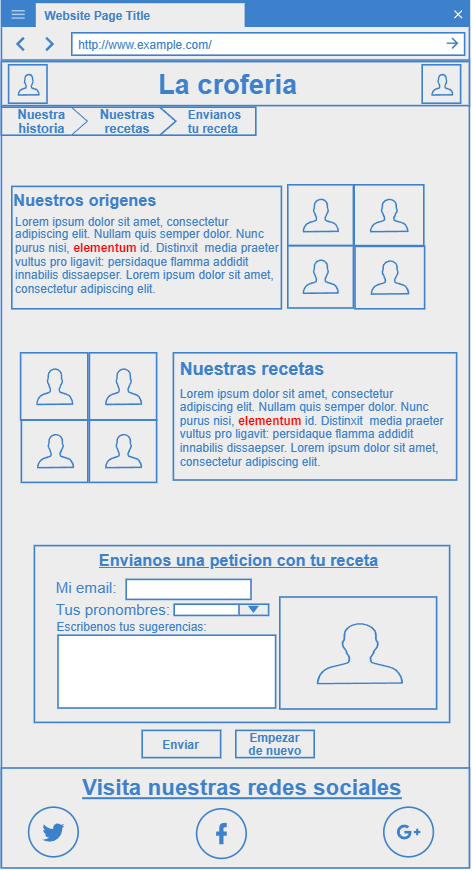 Website Page Title
http://www.example.com/
La croferia
Nuestra
historia
Nuestras
recetas
Envianos
tu receta
Nuestros origenes
Lorem ipsum dolor sit amet, consectetur
adipiscing elit. Nullam quis semper dolor. Nunc
purus nisi, elementum id. Distinxit media praeter
vultus pro ligavit: persidaque flamma addidit
innabilis dissaepser. Lorem ipsum dolor sit amet,
consectetur adipiscing elit.
Nuestras recetas
Lorem ipsum dolor sit amet, consectetur
adipiscing elit. Nullam quis semper dolor. Nunc
purus nisi, elementum id. Distinxit media praeter
vultus pro ligavit: persidaque flamma addidit
innabilis dissaepser. Lorem ipsum dolor sit amet,
consectetur adipiscing elit.
Envianos una peticion con tu receta
Mi email:
Tus pronombres:
Escribenos tus sugerencias:
Enviar
Empezar
de nuevo
Visita nuestras redes sociales